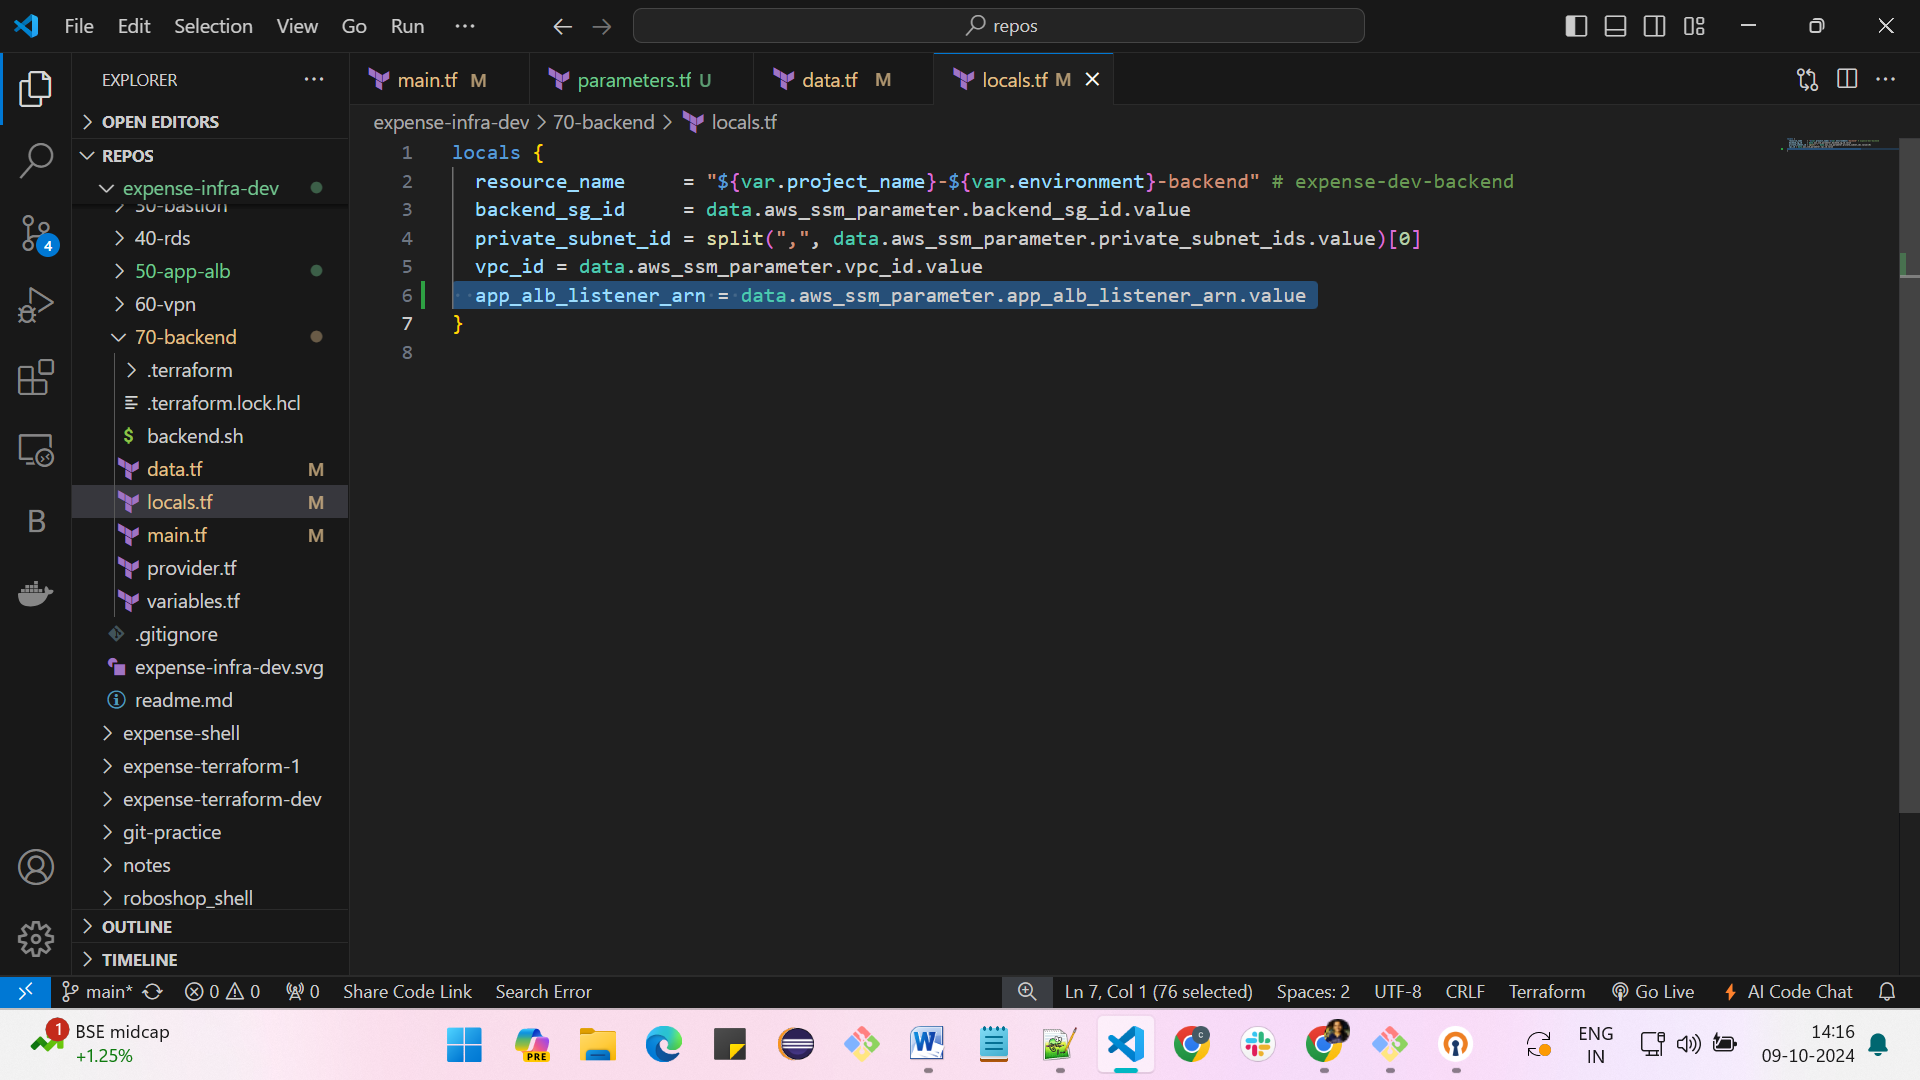 File Edit Selection View Go Run ···
repos
EXPLORER ···
OPEN EDITORS
REPOS
expense-infra-dev
30-bastion
40-rds
50-app-alb
60-vpn
70-backend
.terraform
.terraform.lock.hcl
$ backend.sh
data.tf M
locals.tf M
main.tf M
provider.tf
variables.tf
.gitignore
expense-infra-dev.svg
readme.md
expense-shell
expense-terraform-1
expense-terraform-dev
git-practice
notes
roboshop_shell
OUTLINE
TIMELINE
4
B
main.tf M parameters.tf U data.tf M locals.tf M
expense-infra-dev > 70-backend > locals.tf
1 locals {
2 resource_name = "${var.project_name}-${var.environment}-backend" # expense-dev-backend
3 backend_sg_id = data.aws_ssm_parameter.backend_sg_id.value
4 private_subnet_id = split(",", data.aws_ssm_parameter.private_subnet_ids.value)[0]
5 vpc_id = data.aws_ssm_parameter.vpc_id.value
6 app_alb_listener_arn = data.aws_ssm_parameter.app_alb_listener_arn.value
7 }
8
main* 0 0 0 Share Code Link Search Error Ln 7, Col 1 (76 selected) Spaces: 2 UTF-8 CRLF Terraform Go Live AI Code Chat
1 BSE midcap
+1.25%
PRE
W
C
ENG
IN
14:16
09-10-2024